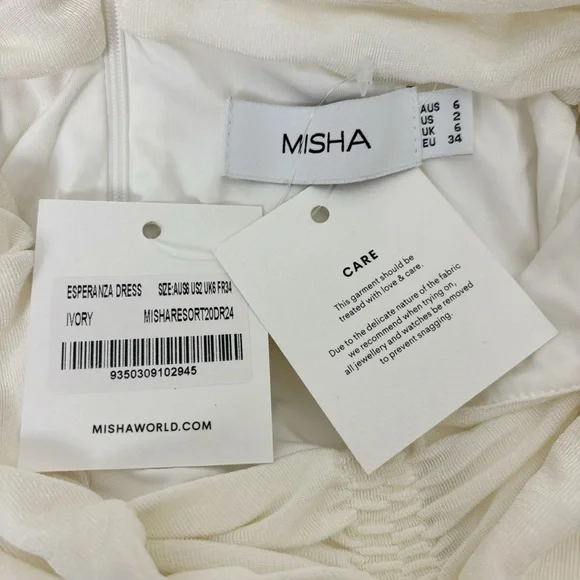 MISHA
AUS 6
US 2
UK 6
EU 34
ESPERANZA DRESS SIZE:AUS6 US2 UK6 FR34
IVORY MISHARESORT20DR24
9350309102945
MISHAWORLD.COM
CARE
This garment should be
treated with love & care.
Due to the delicate nature of the fabric
we recommend when trying on,
all jewellery and watches be removed
to prevent snagging.